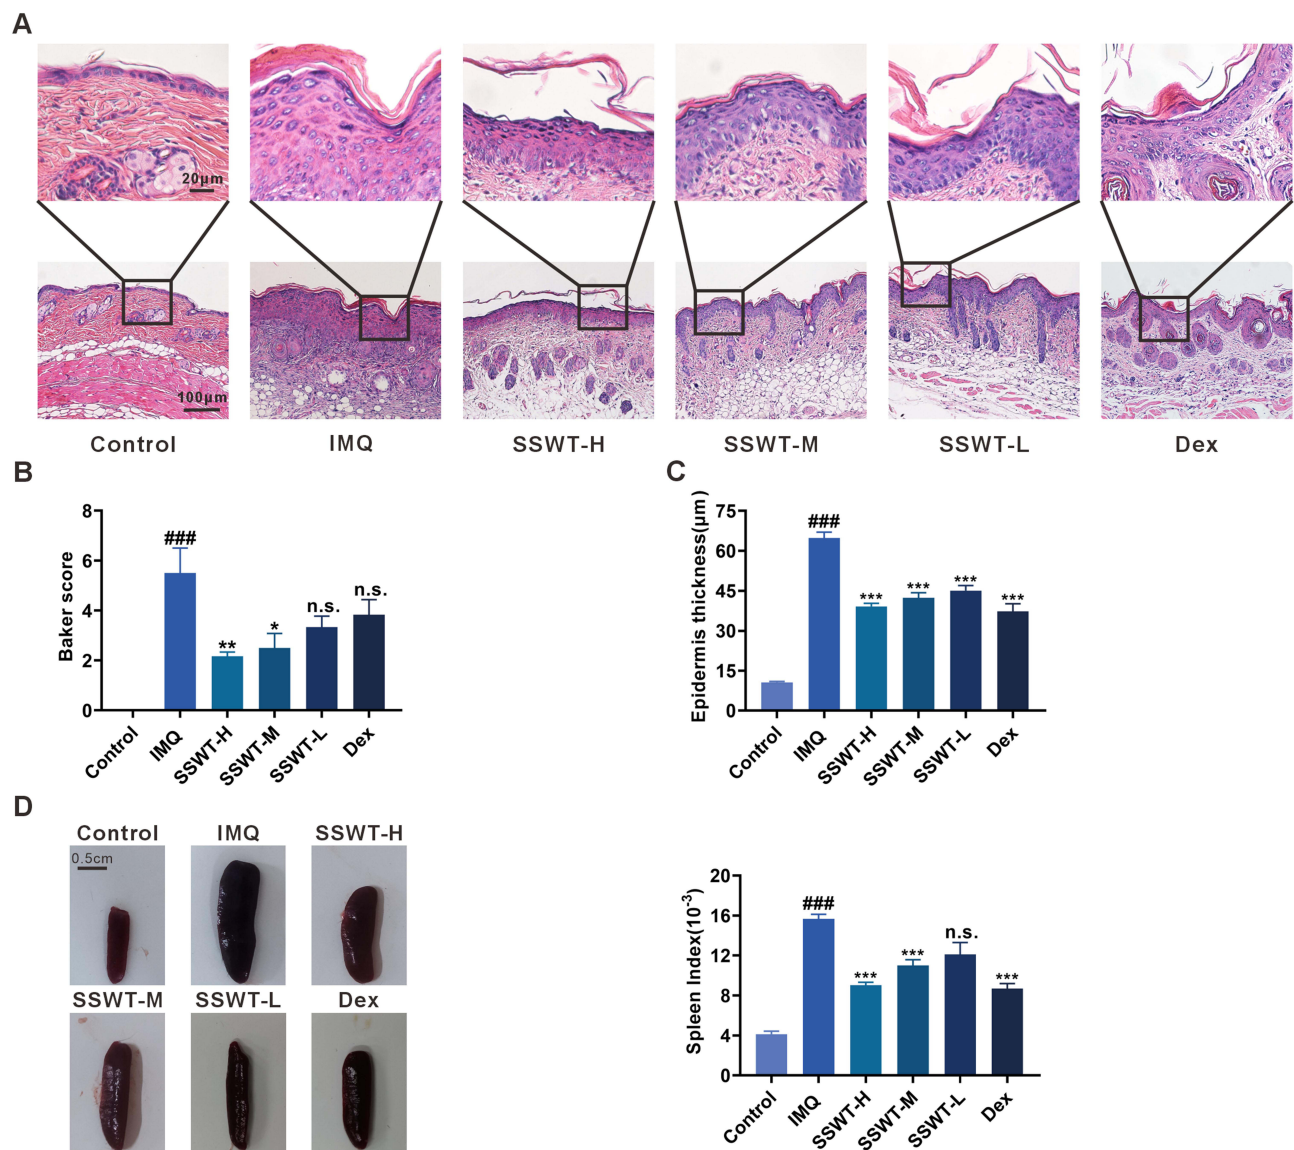 A
20μm
100μm
Control IMQ SSWT-H SSWT-M SSWT-L Dex
B
Baker score
8
6
4
2
0
###
**
*
n.s.
n.s.
Control IMQ SSWT-H SSWT-M SSWT-L Dex
C
Epidermis thickness(μm)
75
60
45
30
15
0
###
***
***
***
***
Control IMQ SSWT-H SSWT-M SSWT-L Dex
D
Control IMQ SSWT-H
0.5cm
SSWT-M SSWT-L Dex
Spleen Index(10⁻³)
20
16
12
8
4
0
###
***
***
n.s.
***
Control IMQ SSWT-H SSWT-M SSWT-L Dex